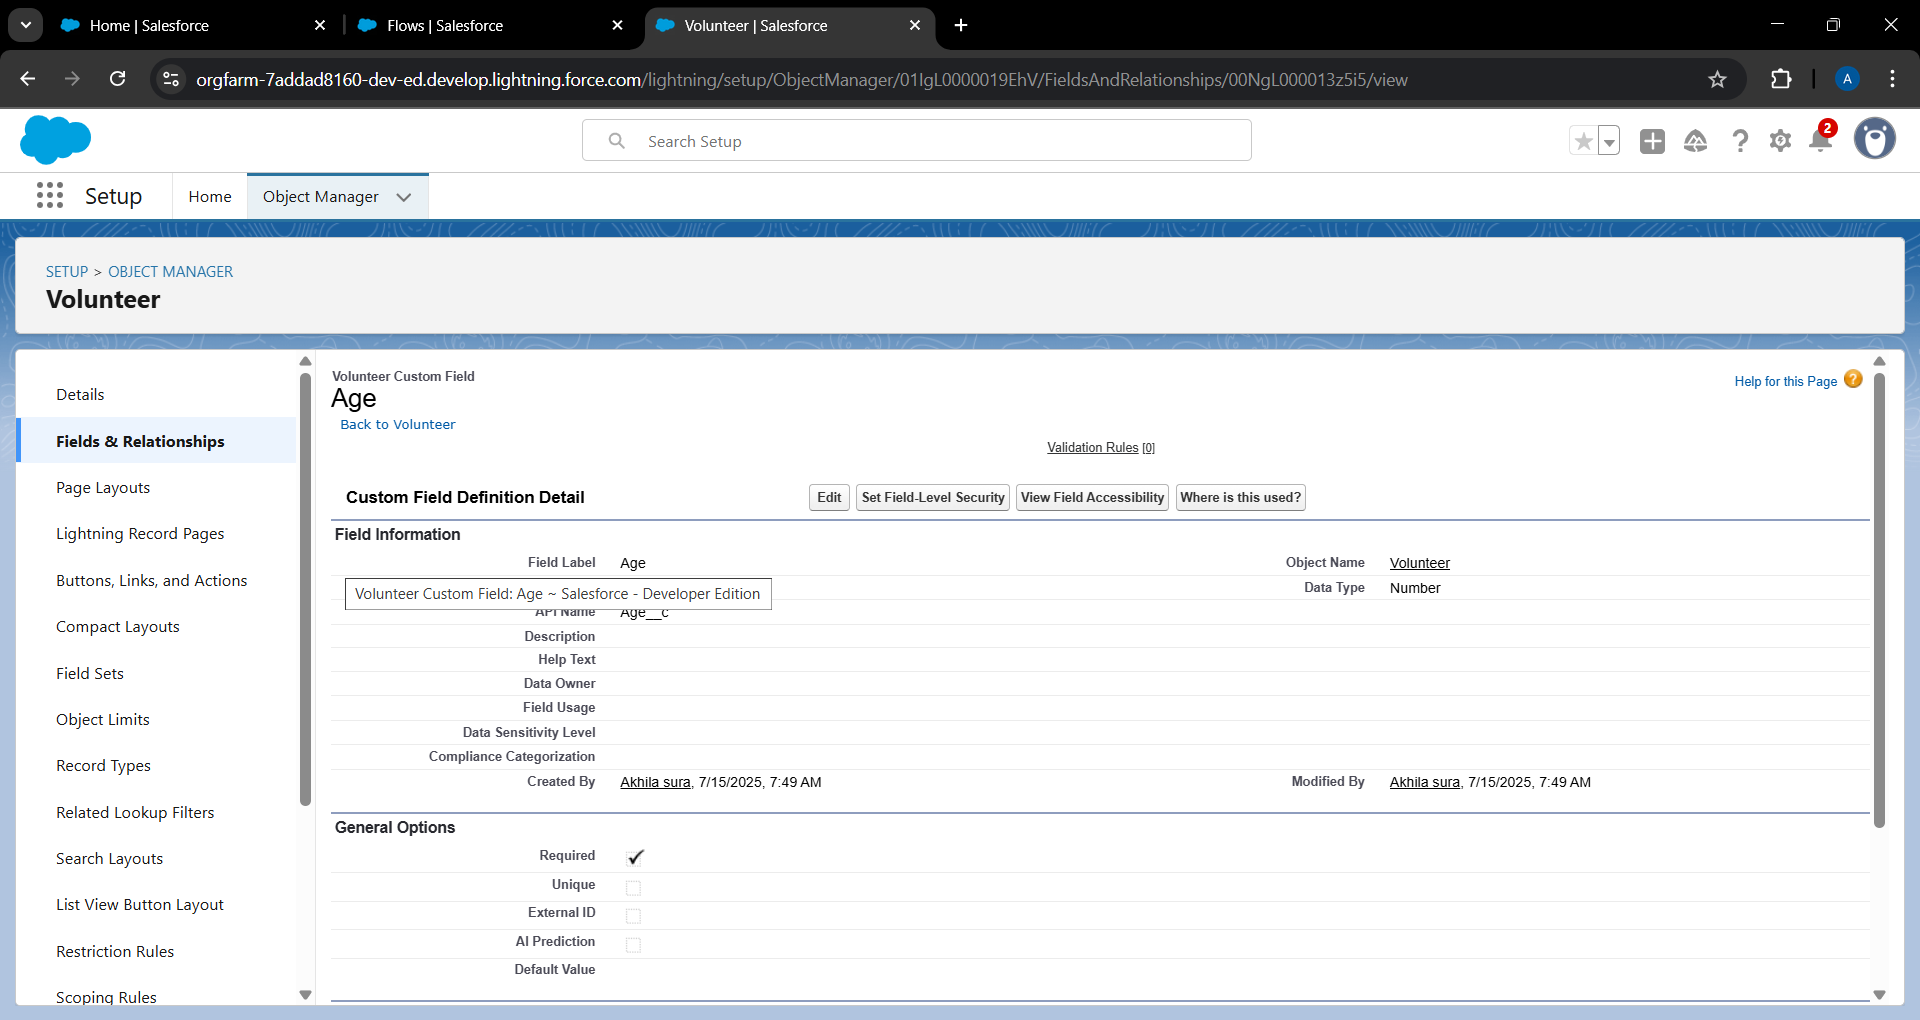 Home | Salesforce
Flows | Salesforce
Volunteer | Salesforce
orgfarm-7addad8160-dev-ed.develop.lightning.force.com/lightning/setup/ObjectManager/01IgL0000019EhV/FieldsAndRelationships/00NgL000013z5i5/view
A
Search Setup
2
Setup
Home
Object Manager
SETUP > OBJECT MANAGER
Volunteer
Details
Fields & Relationships
Page Layouts
Lightning Record Pages
Buttons, Links, and Actions
Compact Layouts
Field Sets
Object Limits
Record Types
Related Lookup Filters
Search Layouts
List View Button Layout
Restriction Rules
Scoping Rules
Volunteer Custom Field
Age
Back to Volunteer
Help for this Page ?
Validation Rules [0]
Custom Field Definition Detail
Edit
Set Field-Level Security
View Field Accessibility
Where is this used?
Field Information
Field Label Age
Object Name Volunteer
Volunteer Custom Field: Age ~ Salesforce - Developer Edition
Data Type Number
API Name Age__c
Description
Help Text
Data Owner
Field Usage
Data Sensitivity Level
Compliance Categorization
Created By Akhila sura, 7/15/2025, 7:49 AM
Modified By Akhila sura, 7/15/2025, 7:49 AM
General Options
Required
Unique
External ID
AI Prediction
Default Value